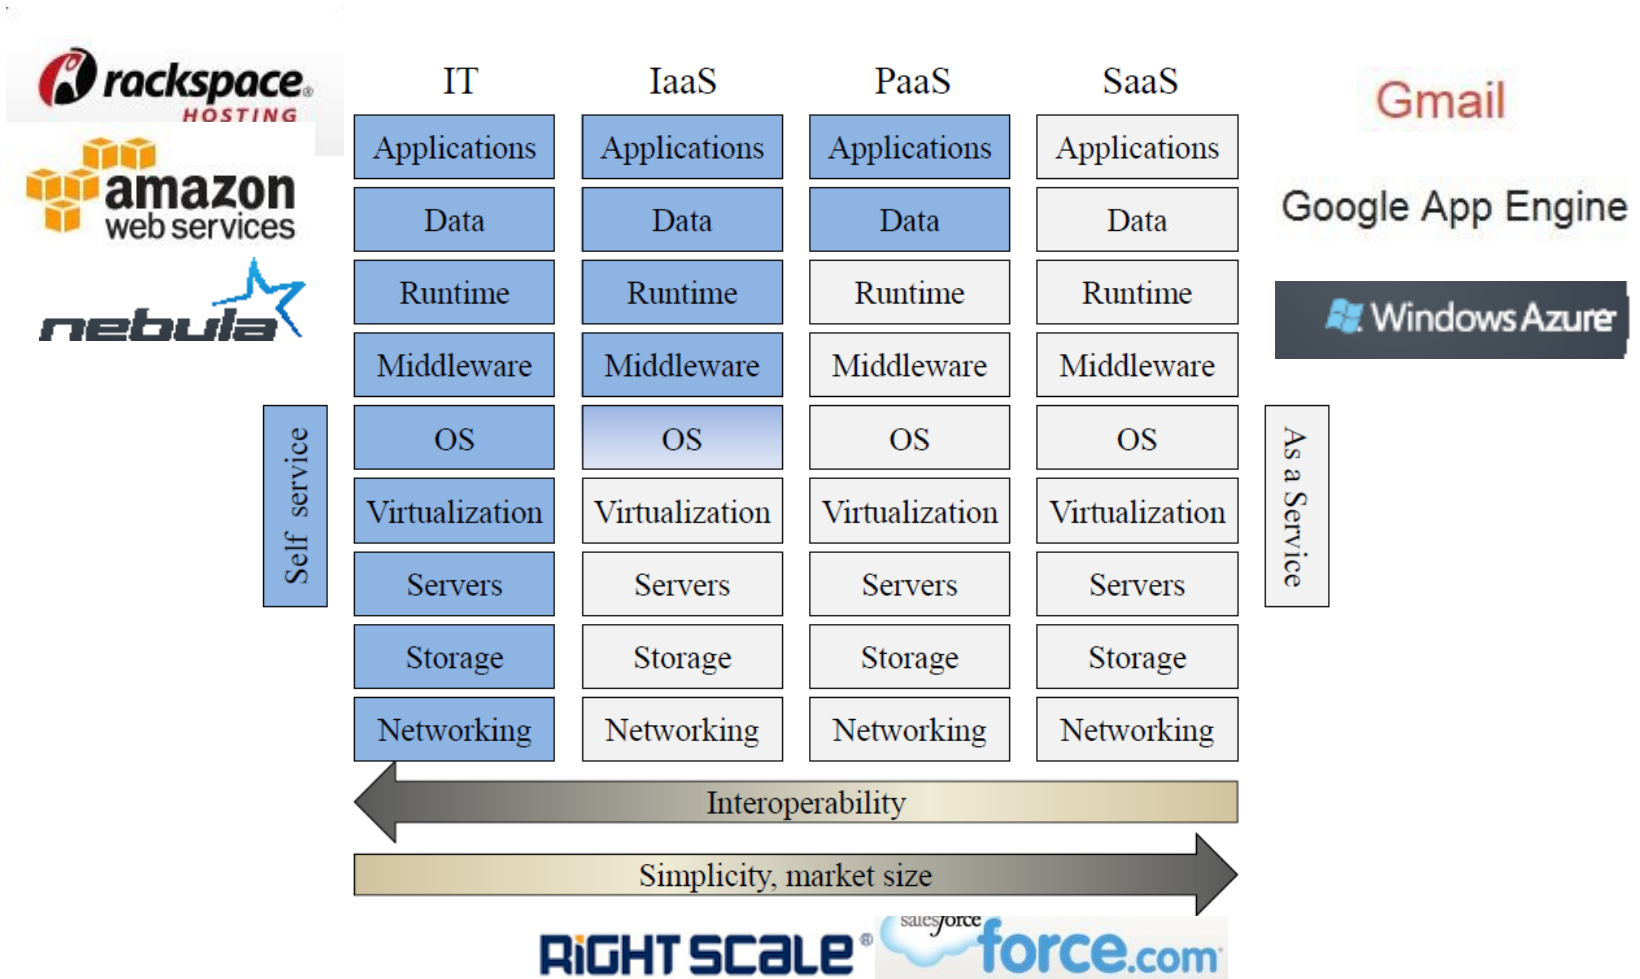 rackspace®
HOSTING
amazon
web services
nebula
IT IaaS PaaS SaaS
Applications Applications Applications Applications
Data Data Data Data
Runtime Runtime Runtime Runtime
Middleware Middleware Middleware Middleware
OS OS OS OS
Virtualization Virtualization Virtualization Virtualization
Servers Servers Servers Servers
Storage Storage Storage Storage
Networking Networking Networking Networking
Self service
As a Service
Gmail
Google App Engine
Windows Azure
Interoperability
Simplicity, market size
RiGHT SCaLe®
salesforce
force.com